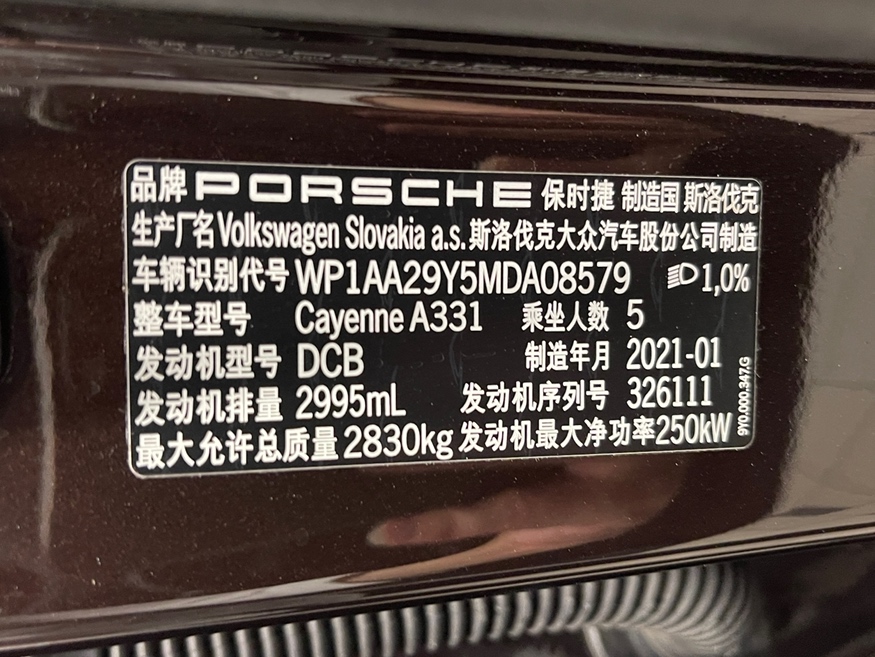 品牌 PORSCHE 保时捷 制造国 斯洛伐克
生产厂名 Volkswagen Slovakia a.s. 斯洛伐克大众汽车股份公司制造
车辆识别代号 WP1AA29Y5MDA08579 1,0%
整车型号 Cayenne A331 乘坐人数 5
发动机型号 DCB 制造年月 2021-01
发动机排量 2995mL 发动机序列号 326111
最大允许总质量 2830kg 发动机最大净功率 250kW
9Y0.000.347.G